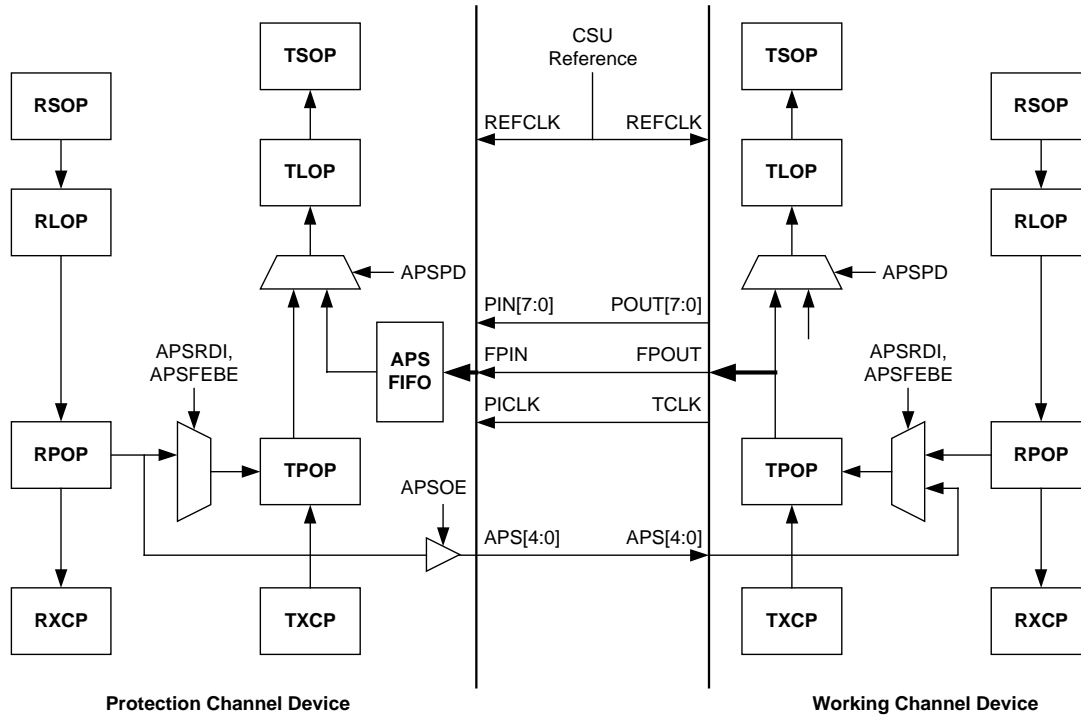 CSU
Reference
TSOP
TSOP
RSOP
RSOP
REFCLK
REFCLK
TLOP
TLOP
RLOP
RLOP
APSPD
APSPD
PIN[7:0]
POUT[7:0]
APSRDI,
APSFEBE
APS
FIFO
FPIN
FPOUT
APSRDI,
APSFEBE
PICLK
TCLK
RPOP
TPOP
TPOP
RPOP
APSOE
APS[4:0]
APS[4:0]
RXCP
TXCP
TXCP
RXCP
Protection Channel Device
Working Channel Device